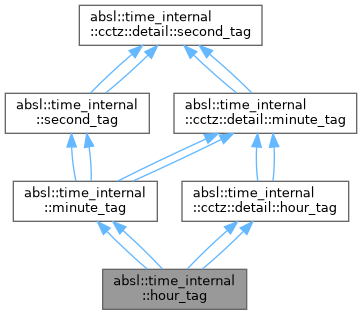 absl::time_internal
::cctz::detail::second_tag
absl::time_internal
::second_tag
absl::time_internal
::cctz::detail::minute_tag
absl::time_internal
::minute_tag
absl::time_internal
::cctz::detail::hour_tag
absl::time_internal
::hour_tag